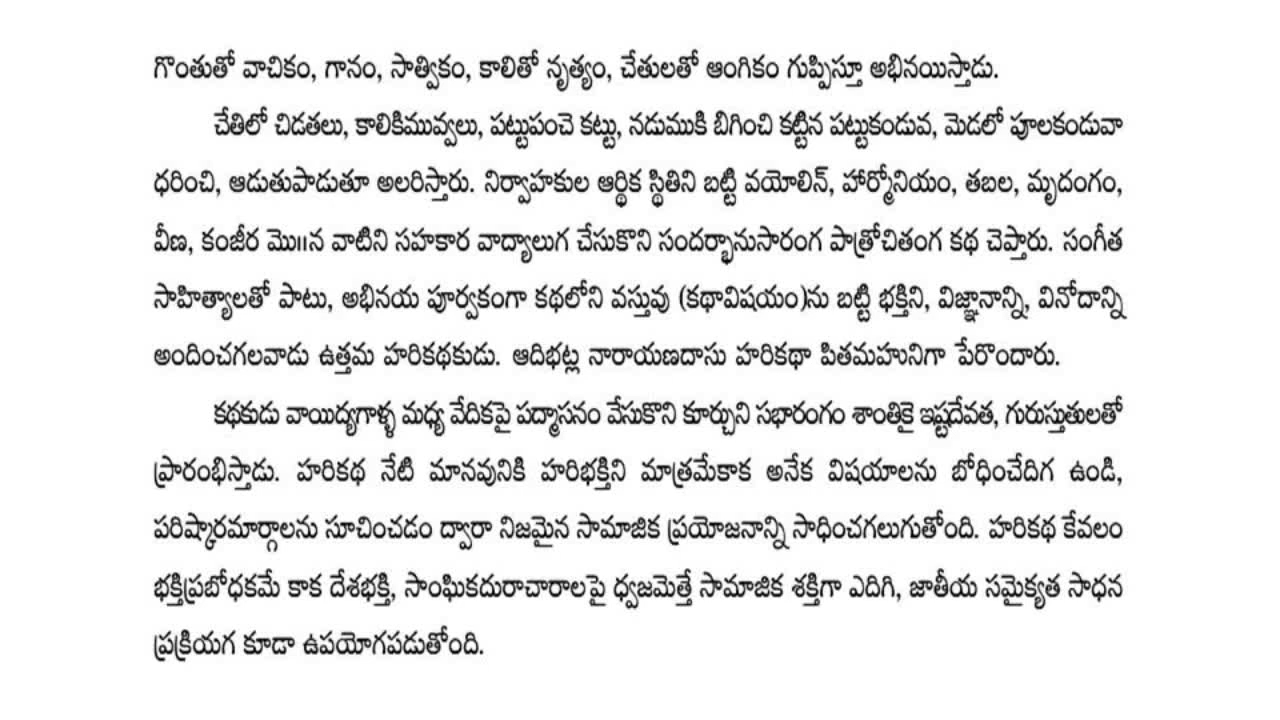 గొంతుతో వాచికం, గానం, సాత్వికం, కాలితో నృత్యం, చేతులతో ఆంగికం గుప్పిస్తూ అభినయిస్తాడు.
చేతిలో చిడతలు, కాలికిమువ్వలు, పట్టుపంచె కట్టు, నడుముకి బిగించి కట్టిన పట్టుకండువ, మెడలో పూలకండువా
ధరించి, ఆడుతుపాడుతూ అలరిస్తారు. నిర్వాహకుల ఆర్థిక స్థితిని బట్టి వయోలిన్, హార్మోనియం, తబల, మృదంగం,
వీణ, కంజీర మొ॥న వాటిని సహకార వాద్యాలుగ చేసుకొని సందర్భానుసారంగ పాత్రోచితంగ కథ చెప్తారు. సంగీత
సాహిత్యాలతో పాటు, అభినయ పూర్వకంగా కథలోని వస్తువు (కథావిషయం)ను బట్టి భక్తిని, విజ్ఞానాన్ని, వినోదాన్ని
అందించగలవాడు ఉత్తమ హరికథకుడు. ఆదిభట్ల నారాయణదాసు హరికథా పితమహునిగా పేరొందారు.
కథకుడు వాయిద్యగాళ్ళ మధ్య వేదికపై పద్మాసనం వేసుకొని కూర్చుని సభారంగం శాంతికై ఇష్టదేవత, గురుస్తుతులతో
ప్రారంభిస్తాడు. హరికథ నేటి మానవునికి హరిభక్తిని మాత్రమేకాక అనేక విషయాలను బోధించేదిగ ఉండి,
పరిష్కారమార్గాలను సూచించడం ద్వారా నిజమైన సామాజిక ప్రయోజనాన్ని సాధించగలుగుతోంది. హరికథ కేవలం
భక్తిప్రబోధకమే కాక దేశభక్తి, సాంఘికదురాచారాలపై ధ్వజమెత్తే సామాజిక శక్తిగా ఎదిగి, జాతీయ సమైక్యత సాధన
ప్రక్రియగ కూడా ఉపయోగపడుతోంది.